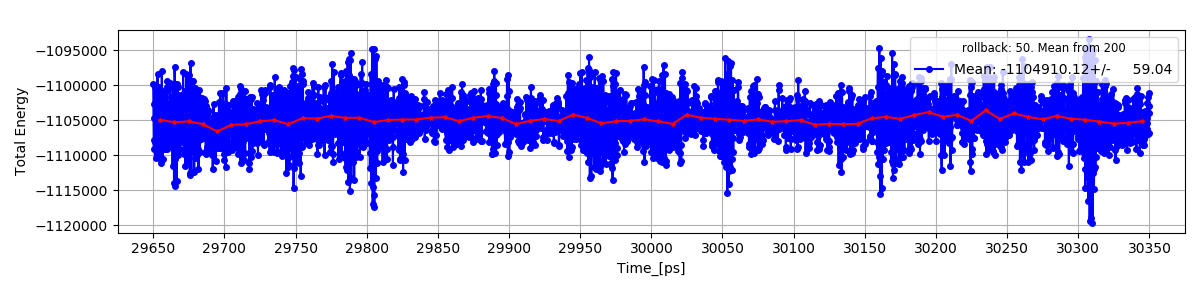 rollback: 50. Mean from 200
Mean: -1104910.12+/-     59.04
Total Energy
−1095000
−1100000
−1105000
−1110000
−1115000
−1120000
29650 29700 29750 29800 29850 29900 29950 30000 30050 30100 30150 30200 30250 30300 30350
Time_[ps]